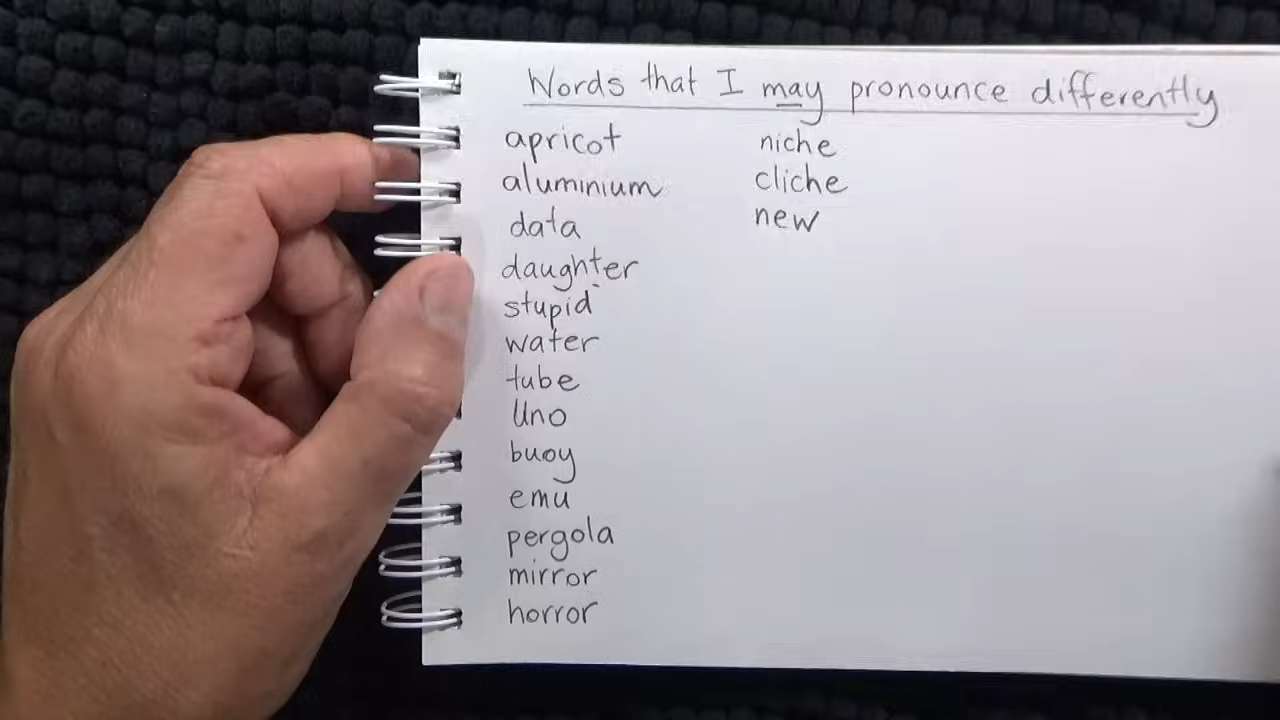 Words that I may pronounce differently
apricot
aluminium
data
daughter
stupid
water
tube
Uno
buoy
emu
pergola
mirror
horror
niche
cliche
new